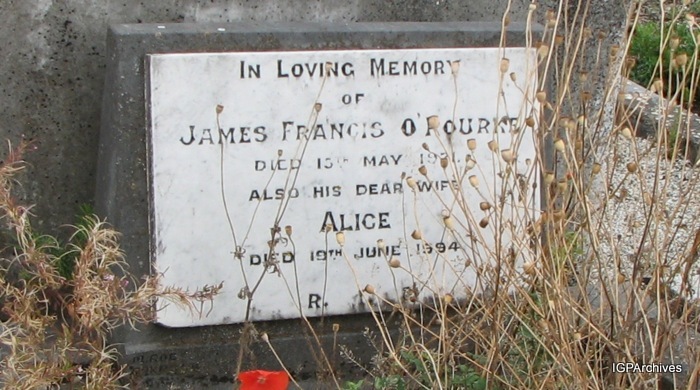 IN LOVING MEMORY
OF
JAMES FRANCIS O'ROURKE
DIED 15TH MAY
ALSO HIS DEAR WIFE
ALICE
DIED 19TH JUNE 1994
R.
IGPArchives